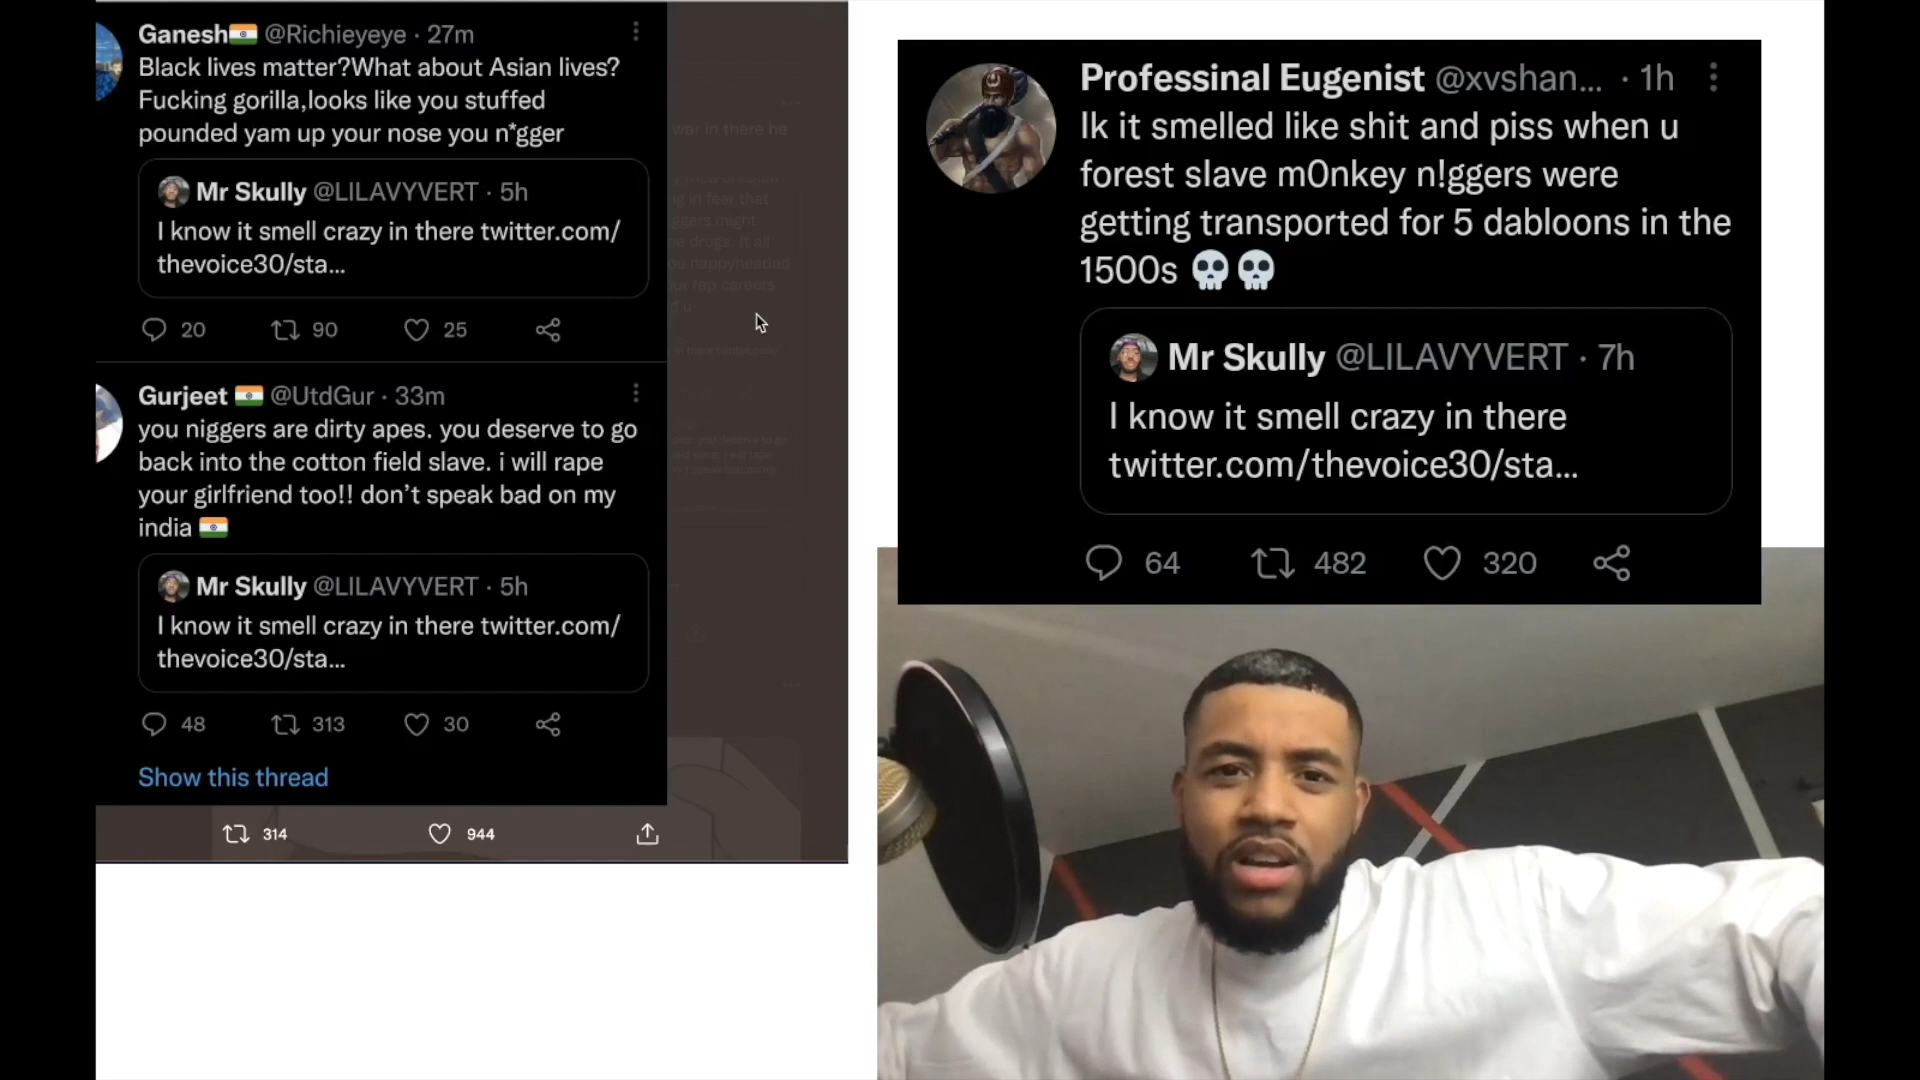 Ganesh🇮🇳 @Richieyeye · 27m
Black lives matter?What about Asian lives?
Fucking gorilla,looks like you stuffed
pounded yam up your nose you n*gger
Mr Skully @LILAVYVERT · 5h
I know it smell crazy in there twitter.com/
thevoice30/sta...
20 90 25
Gurjeet 🇮🇳 @UtdGur · 33m
you niggers are dirty apes. you deserve to go
back into the cotton field slave. i will rape
your girlfriend too!! don’t speak bad on my
india 🇮🇳
Mr Skully @LILAVYVERT · 5h
I know it smell crazy in there twitter.com/
thevoice30/sta...
48 313 30
Show this thread
314 944
war in there he
Professinal Eugenist @xvshan... · 1h
Ik it smelled like shit and piss when u
forest slave m0nkey n!ggers were
getting transported for 5 dabloons in the
1500s 💀💀
Mr Skully @LILAVYVERT · 7h
I know it smell crazy in there
twitter.com/thevoice30/sta...
64 482 320